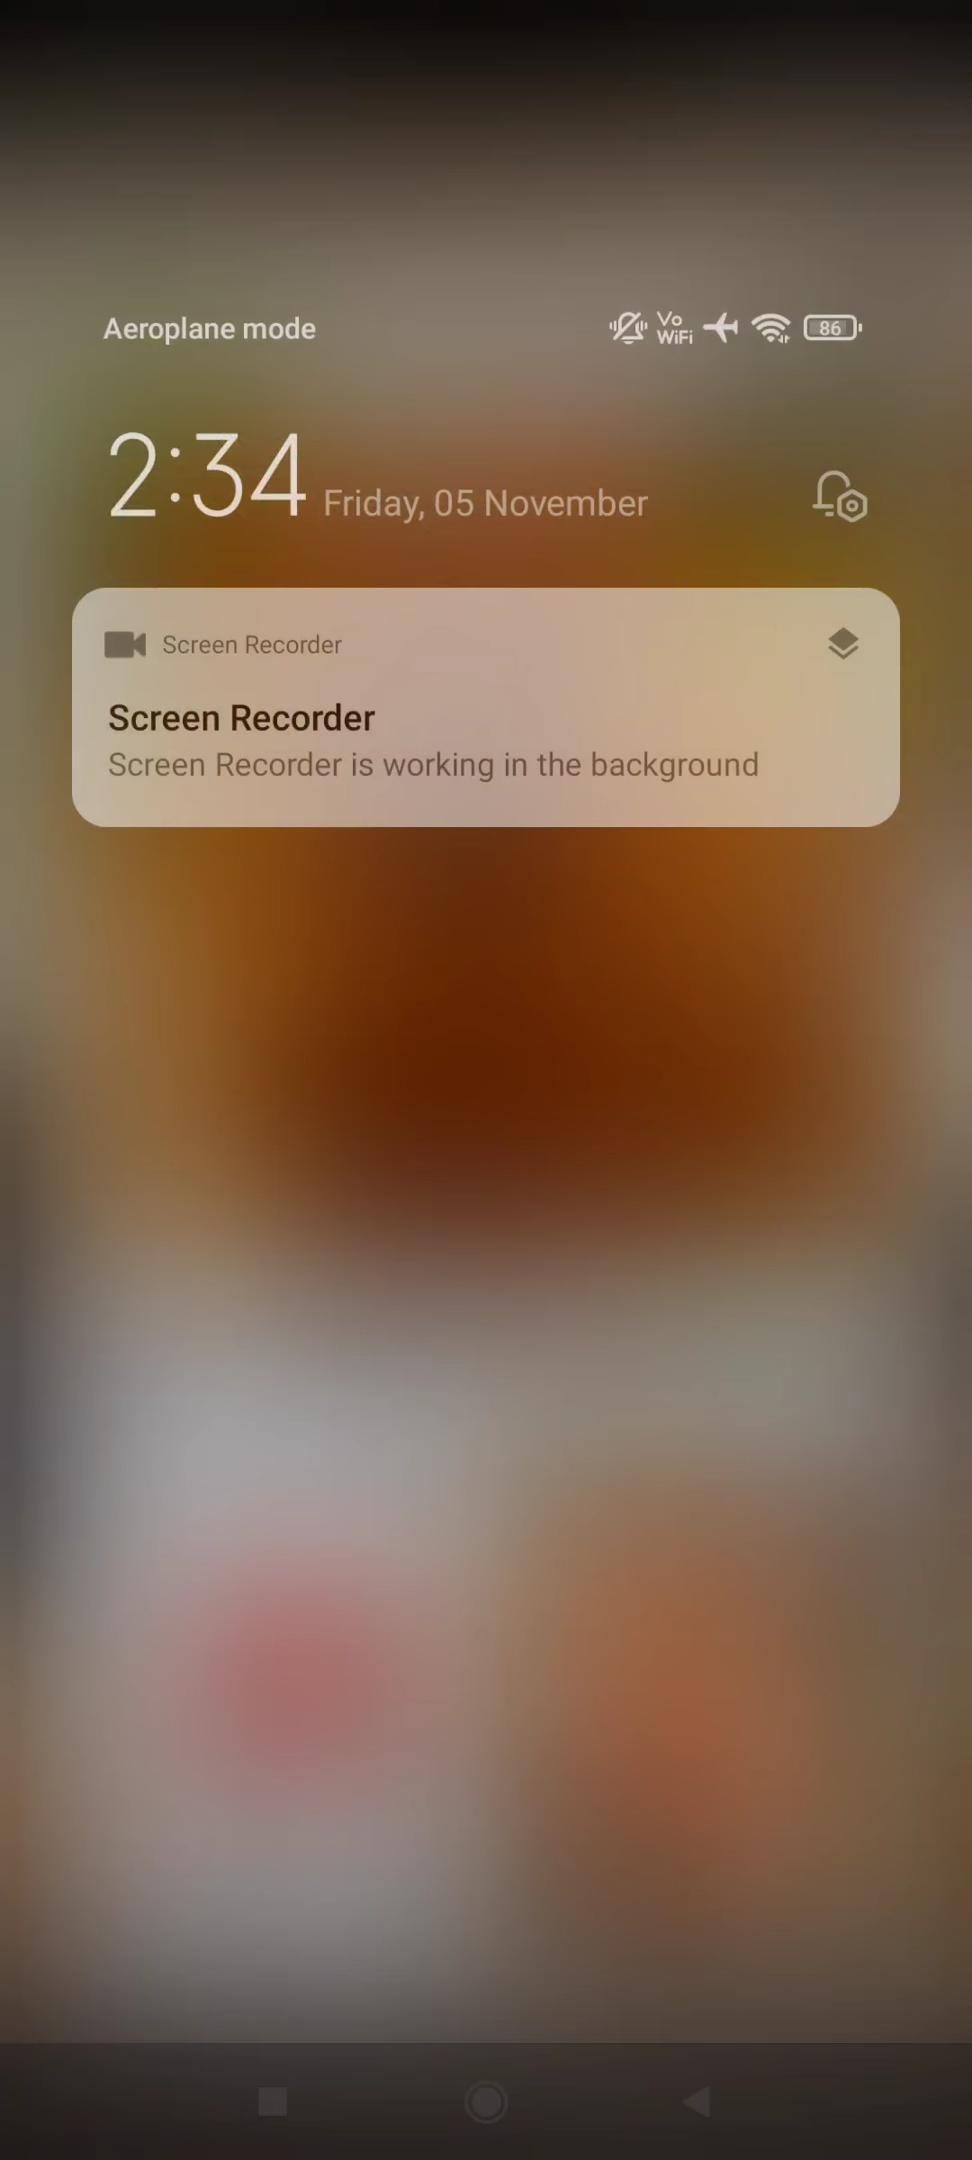 Aeroplane mode
Vo
WiFi
86
2:34 Friday, 05 November
Screen Recorder
Screen Recorder
Screen Recorder is working in the background